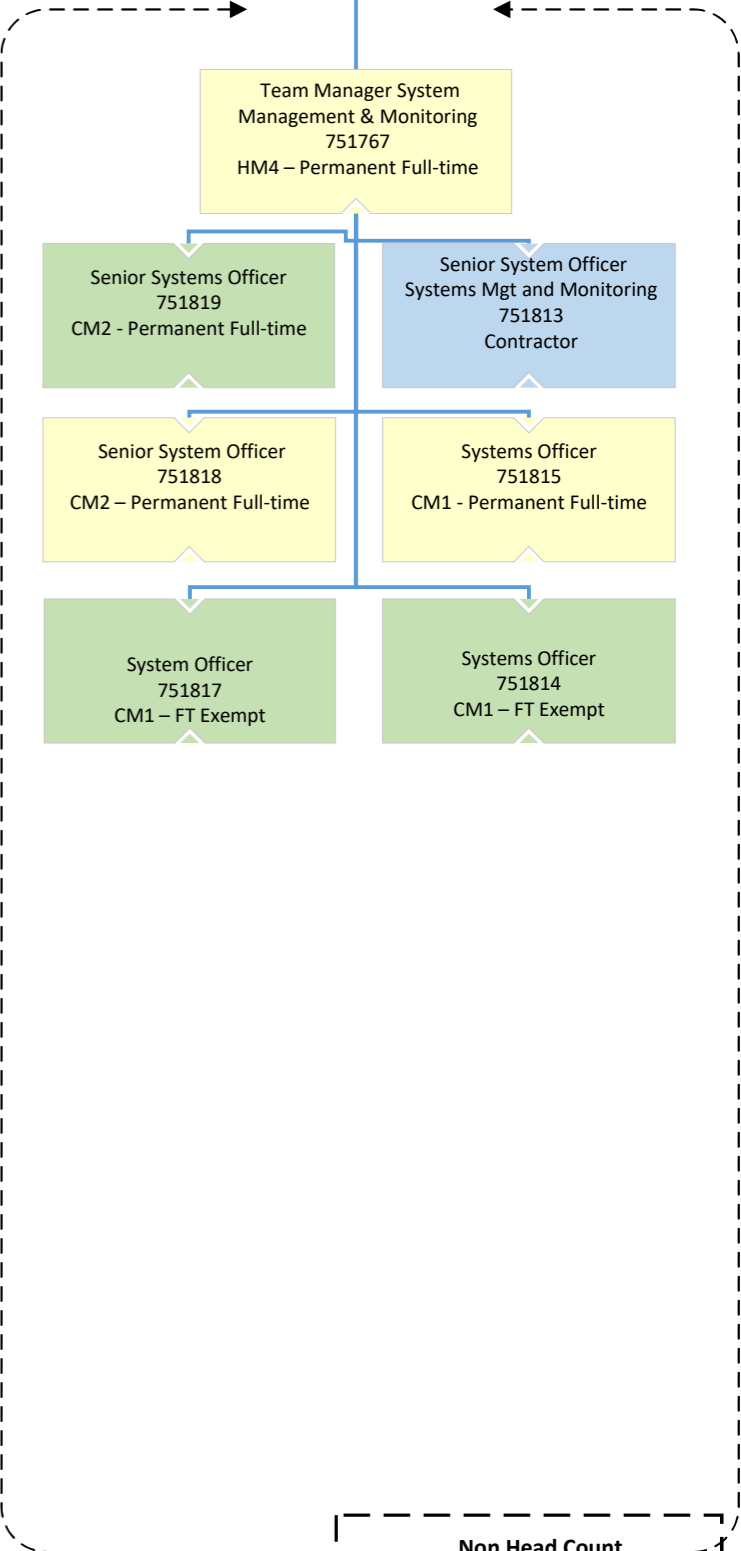 Team Manager System
Management & Monitoring
751767
HM4 – Permanent Full-time
Senior Systems Officer
751819
CM2 - Permanent Full-time
Senior System Officer
Systems Mgt and Monitoring
751813
Contractor
Senior System Officer
751818
CM2 – Permanent Full-time
Systems Officer
751815
CM1 - Permanent Full-time
System Officer
751817
CM1 – FT Exempt
Systems Officer
751814
CM1 – FT Exempt
Non Head Count